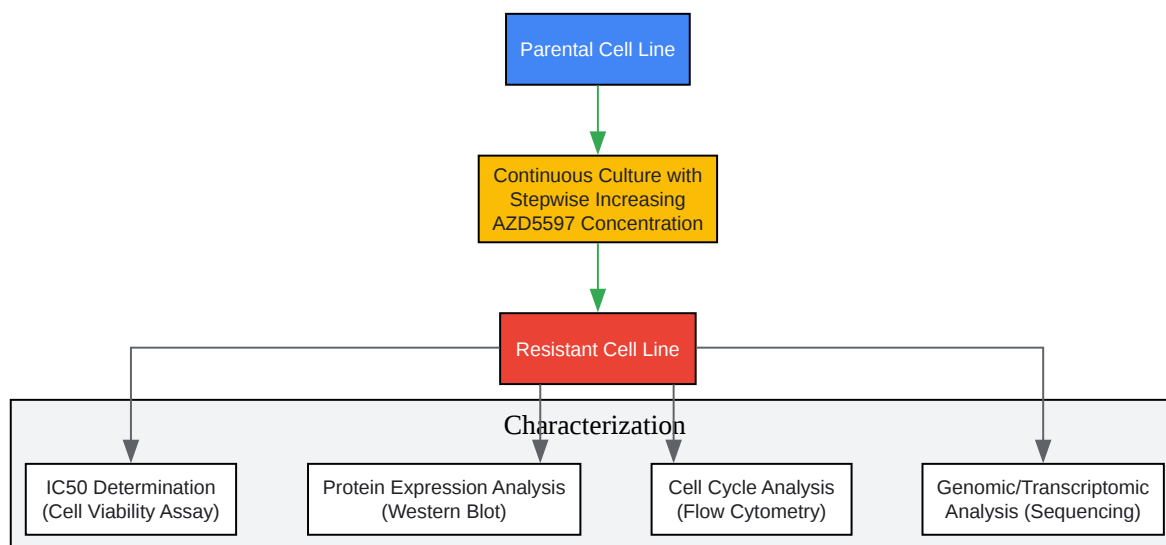 Parental Cell Line
Continuous Culture with
Stepwise Increasing
AZD5597 Concentration
Resistant Cell Line
Characterization
IC50 Determination
(Cell Viability Assay)
Protein Expression Analysis
(Western Blot)
Cell Cycle Analysis
(Flow Cytometry)
Genomic/Transcriptomic
Analysis (Sequencing)